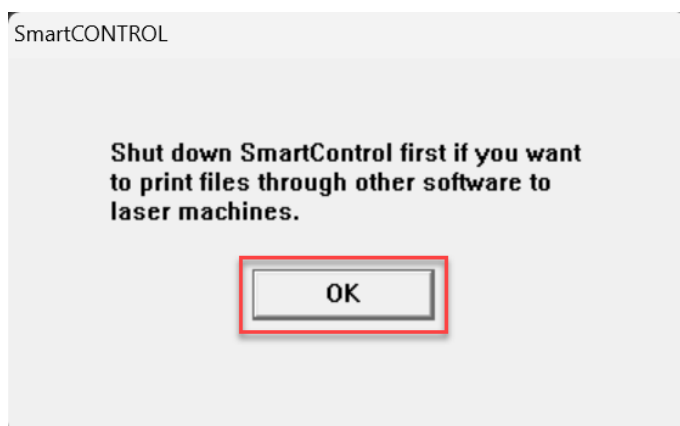 SmartCONTROL
Shut down SmartControl first if you want
to print files through other software to
laser machines.
OK